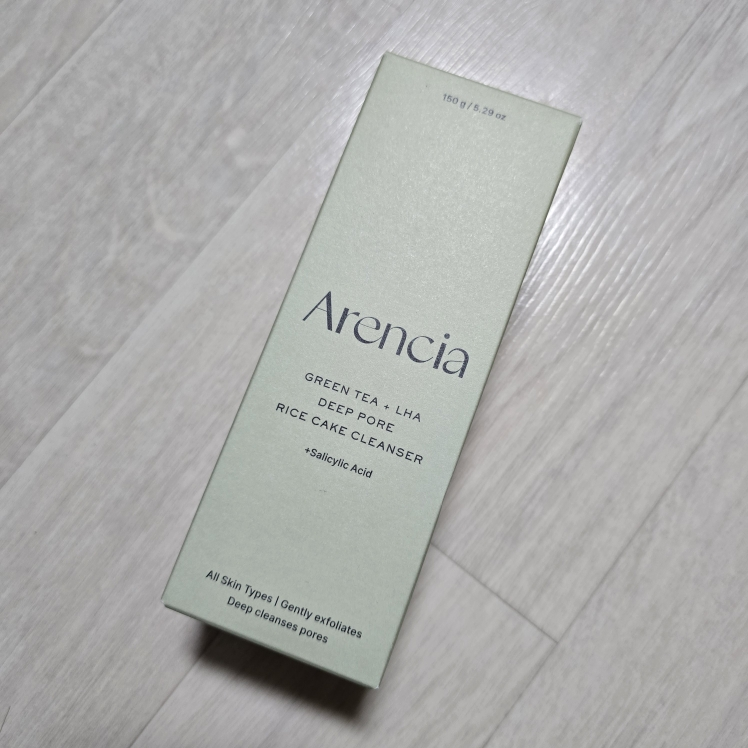 150 g / 5.29 oz
Arencia
GREEN TEA + LHA
DEEP PORE
RICE CAKE CLEANSER
+Salicylic Acid
All Skin Types | Gently exfoliates
Deep cleanses pores